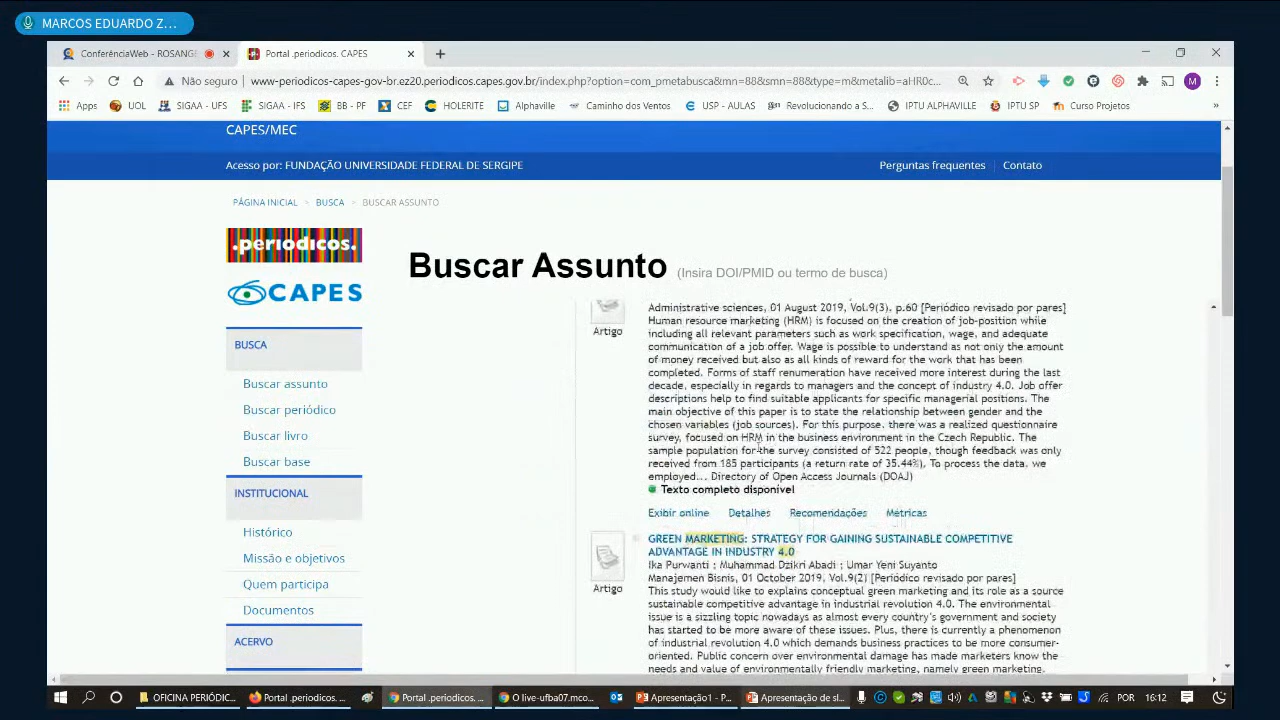 MARCOS EDUARDO Z...
ConferênciaWeb - ROSANGE
Portal .periodicos. CAPES
Não seguro
www-periodicos-capes-gov-br.ez20.periodicos.capes.gov.br/index.php?option=com_pmetabusca&mn=88&smn=88&type=m&metalib=aHR0c...
M
Apps
UOL
SIGAA - UFS
SIGAA - IFS
BB - PF
CEF
HOLERITE
Alphaville
Caminho dos Ventos
USP - AULAS
Revolucionando a S...
IPTU ALPHAVILLE
IPTU SP
Curso Projetos
»
CAPES/MEC
Acesso por: FUNDAÇÃO UNIVERSIDADE FEDERAL DE SERGIPE
Perguntas frequentes
Contato
PÁGINA INICIAL > BUSCA > BUSCAR ASSUNTO
.periodicos.
CAPES
BUSCA
Buscar assunto
Buscar periódico
Buscar livro
Buscar base
INSTITUCIONAL
Histórico
Missão e objetivos
Quem participa
Documentos
ACERVO
Buscar Assunto (Insira DOI/PMID ou termo de busca)
Artigo
Administrative sciences, 01 August 2019, Vol.9(3), p.60 [Periódico revisado por pares]
Human resource marketing (HRM) is focused on the creation of job-position while
including all relevant parameters such as work specification, wage, and adequate
communication of a job offer. Wage is possible to understand as not only the amount
of money received but also as all kinds of reward for the work that has been
completed. Forms of staff renumeration have received more interest during the last
decade, especially in regards to managers and the concept of industry 4.0. Job offer
descriptions help to find suitable applicants for specific managerial positions. The
main objective of this paper is to state the relationship between gender and the
chosen variables (job sources). For this purpose, there was a realized questionnaire
survey, focused on HRM in the business environment in the Czech Republic. The
sample population for the survey consisted of 522 people, though feedback was only
received from 185 participants (a return rate of 35.44%). To process the data, we
employed... Directory of Open Access Journals (DOAJ)
Texto completo disponível
Exibir online
Detalhes
Recomendações
Métricas
Artigo
GREEN MARKETING: STRATEGY FOR GAINING SUSTAINABLE COMPETITIVE
ADVANTAGE IN INDUSTRY 4.0
Ika Purwanti ; Muhammad Dzikri Abadi ; Umar Yeni Suyanto
Manajemen Bisnis, 01 October 2019, Vol.9(2) [Periódico revisado por pares]
This study would like to explains conceptual green marketing and its role as a source
sustainable competitive advantage in industrial revolution 4.0. The environmental
issue is a sizzling topic nowadays as almost every country's government and society
has started to be more aware of these issues. Plus, there is currently a phenomenon
of industrial revolution 4.0 which demands business practices to be more consumer-
oriented. Public concern over environmental damage has made marketers know the
needs and value of environmentally friendly marketing, namely green marketing.
OFICINA PERIÓDIC...
Portal .periodicos. ...
Portal .periodicos. ...
O live-ufba07.mco...
Apresentação1 - P...
Apresentação de sl...
POR
16:12